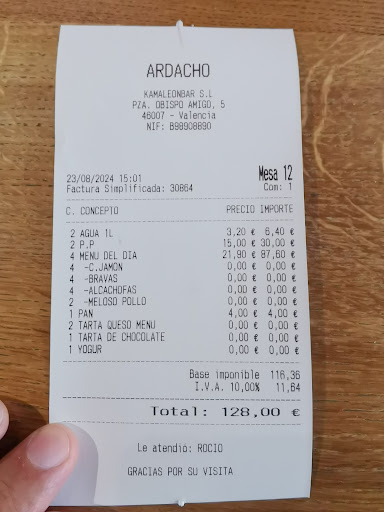 ARDACHO
KAMALEONBAR S.L
PZA. OBISPO AMIGO, 5
46007 - Valencia
NIF: B98908890
23/08/2024 15:01 Mesa 12
Factura Simplificada: 30864 Com: 1
C. CONCEPTO PRECIO IMPORTE
2 AGUA 1L 3,20 € 6,40 €
2 P.P 15,00 € 30,00 €
4 MENU DEL DIA 21,90 € 87,60 €
4 -C.JAMON 0,00 € 0,00 €
4 -BRAVAS 0,00 € 0,00 €
4 -ALCACHOFAS 0,00 € 0,00 €
2 -MELOSO POLLO 0,00 € 0,00 €
1 PAN 4,00 € 4,00 €
2 TARTA QUESO MENU 0,00 € 0,00 €
1 TARTA DE CHOCOLATE 0,00 € 0,00 €
1 YOGUR 0,00 € 0,00 €
Base imponible 116,36
I.V.A. 10,00% 11,64
Total: 128,00 €
Le atendió: ROCIO
GRACIAS POR SU VISITA